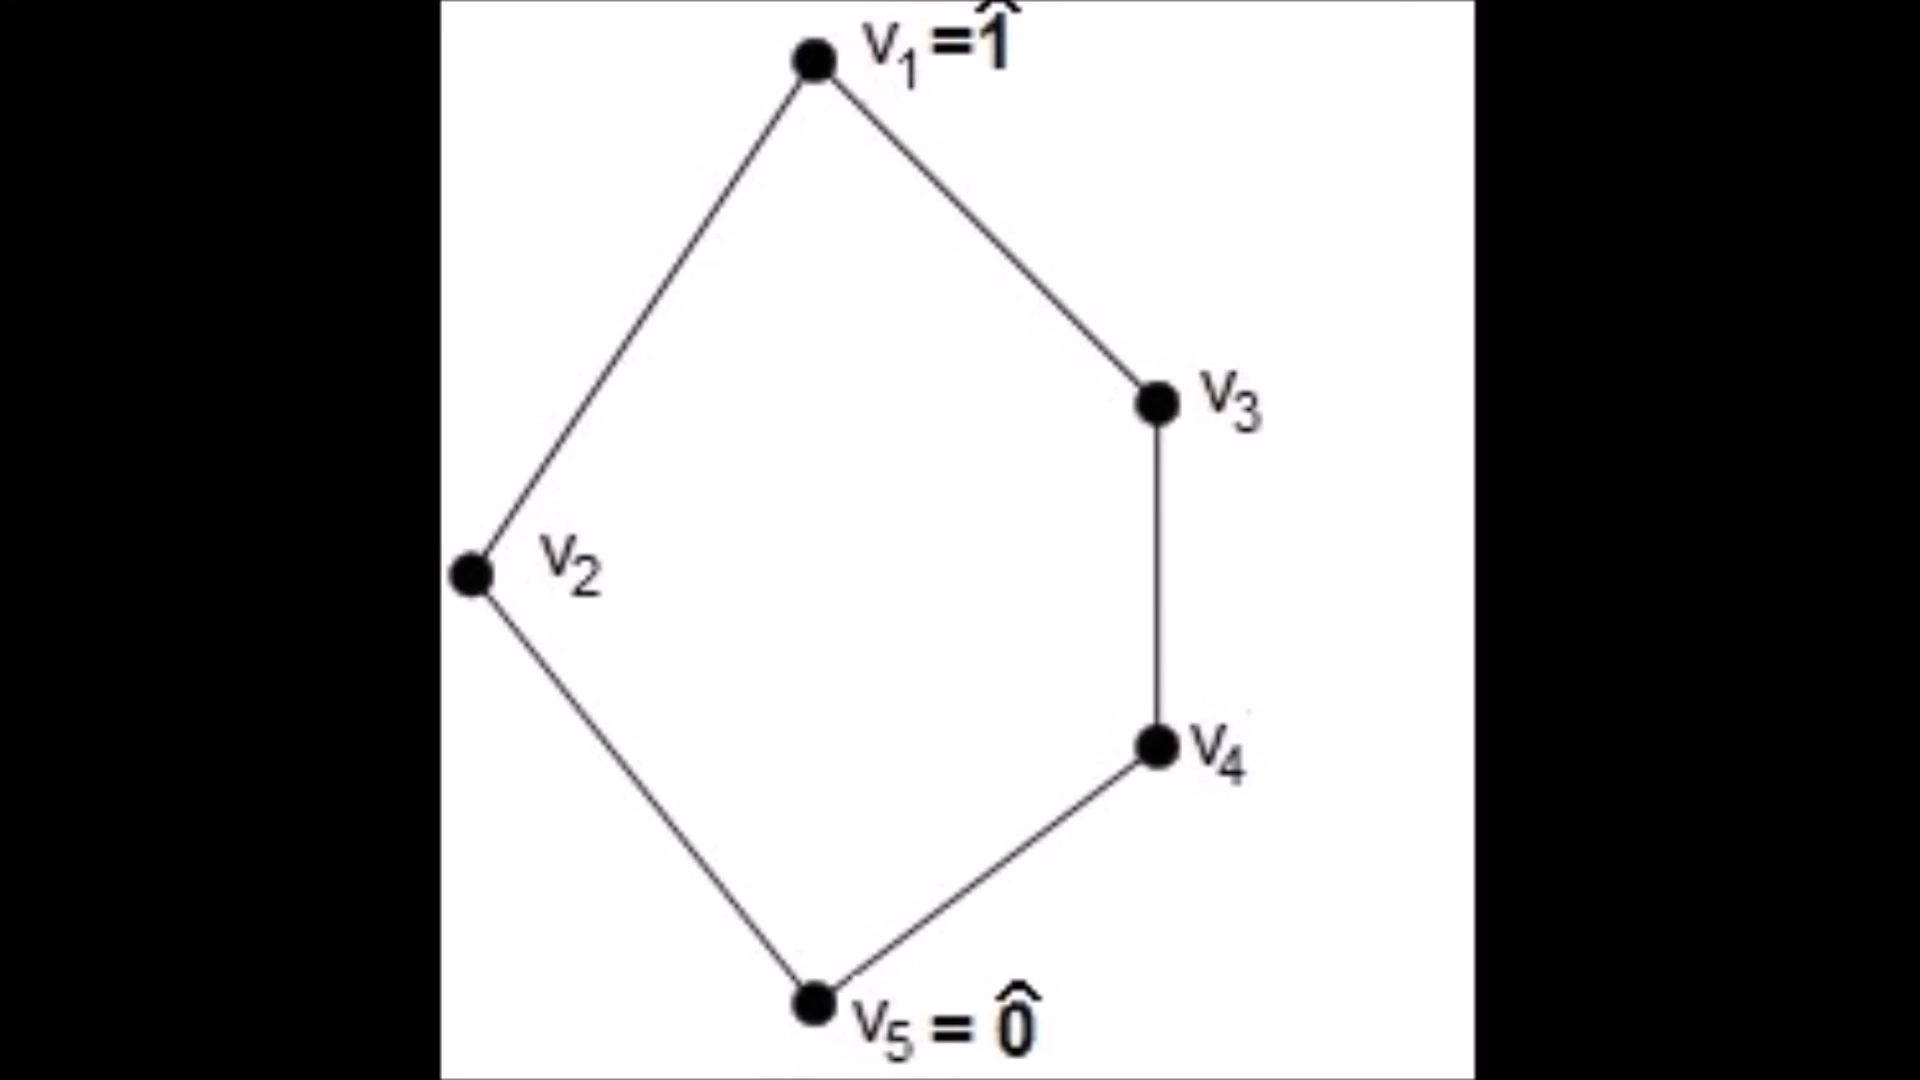 v₁ = 1̂
v₃
v₂
v₄
v₅ = 0̂